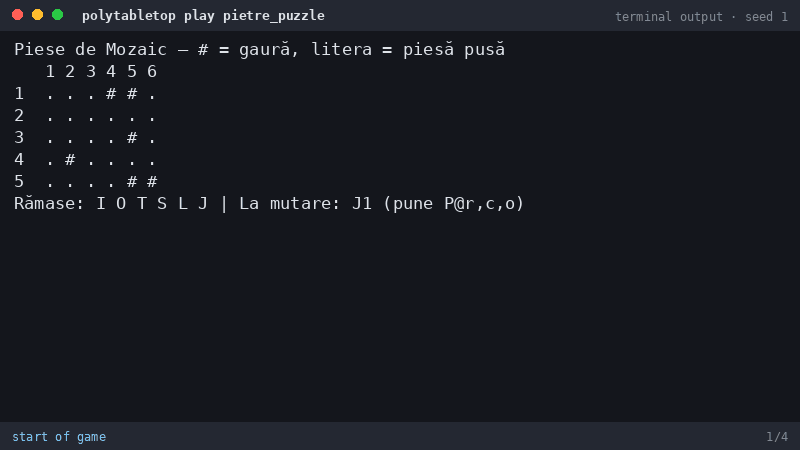 polytabletop play pietre_puzzle
terminal output · seed 1
Piese de Mozaic — # = gaură, litera = piesă pusă
1 2 3 4 5 6
1 . . . # # .
2 . . . . . .
3 . . . . # .
4 . # . . . .
5 . . . . # #
Rămase: I O T S L J | La mutare: J1 (pune P@r,c,o)
start of game
1/4